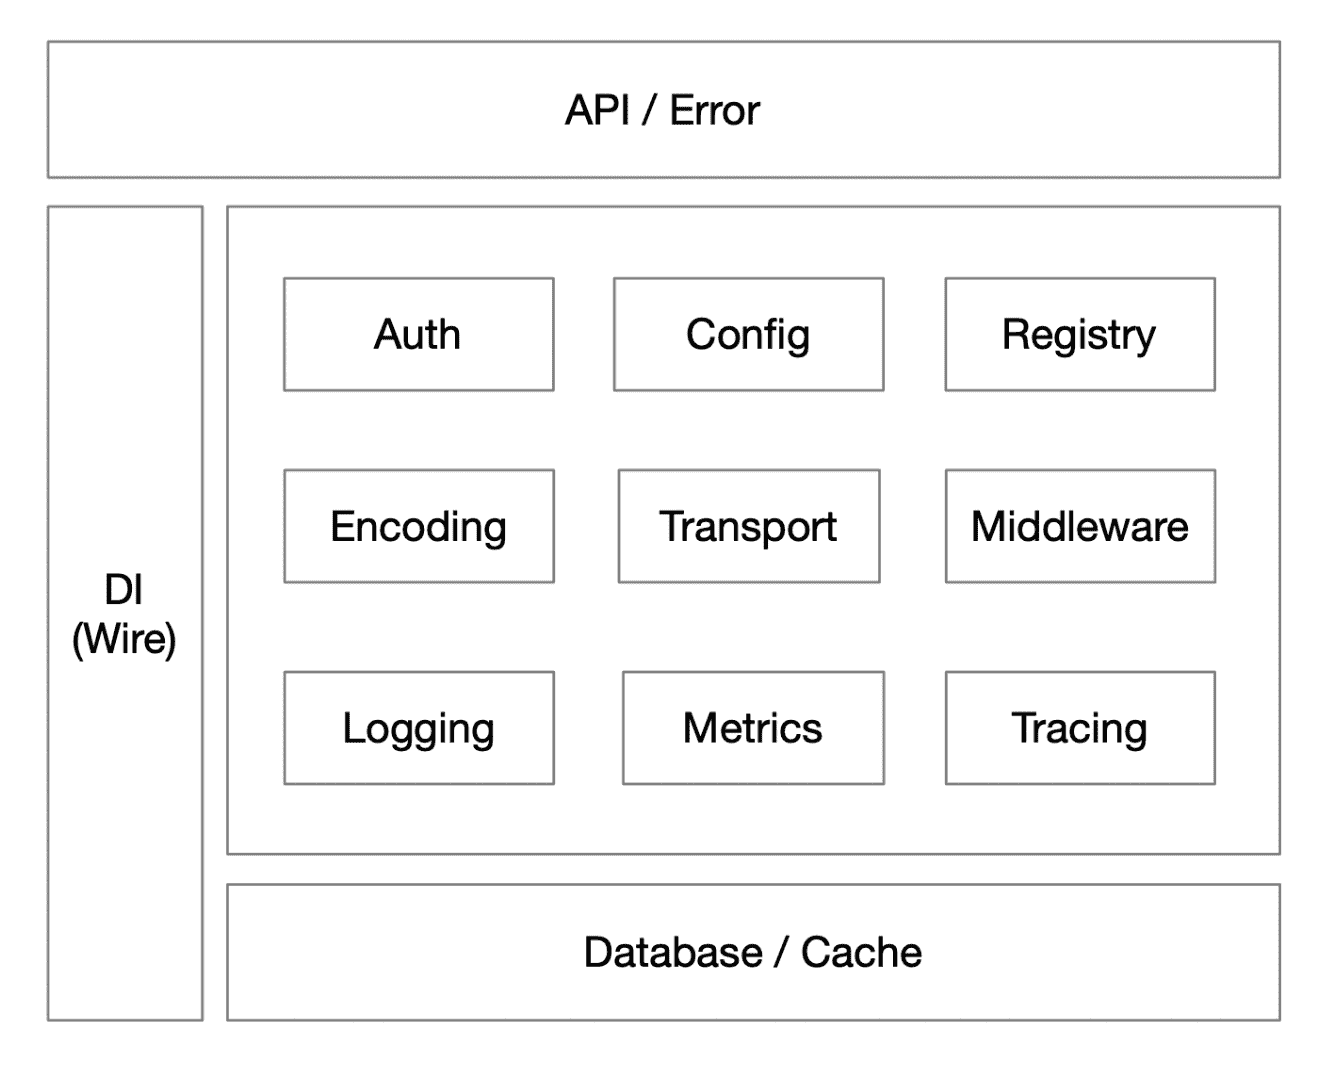 API / Error
DI
(Wire)
Auth
Config
Registry
Encoding
Transport
Middleware
Logging
Metrics
Tracing
Database / Cache